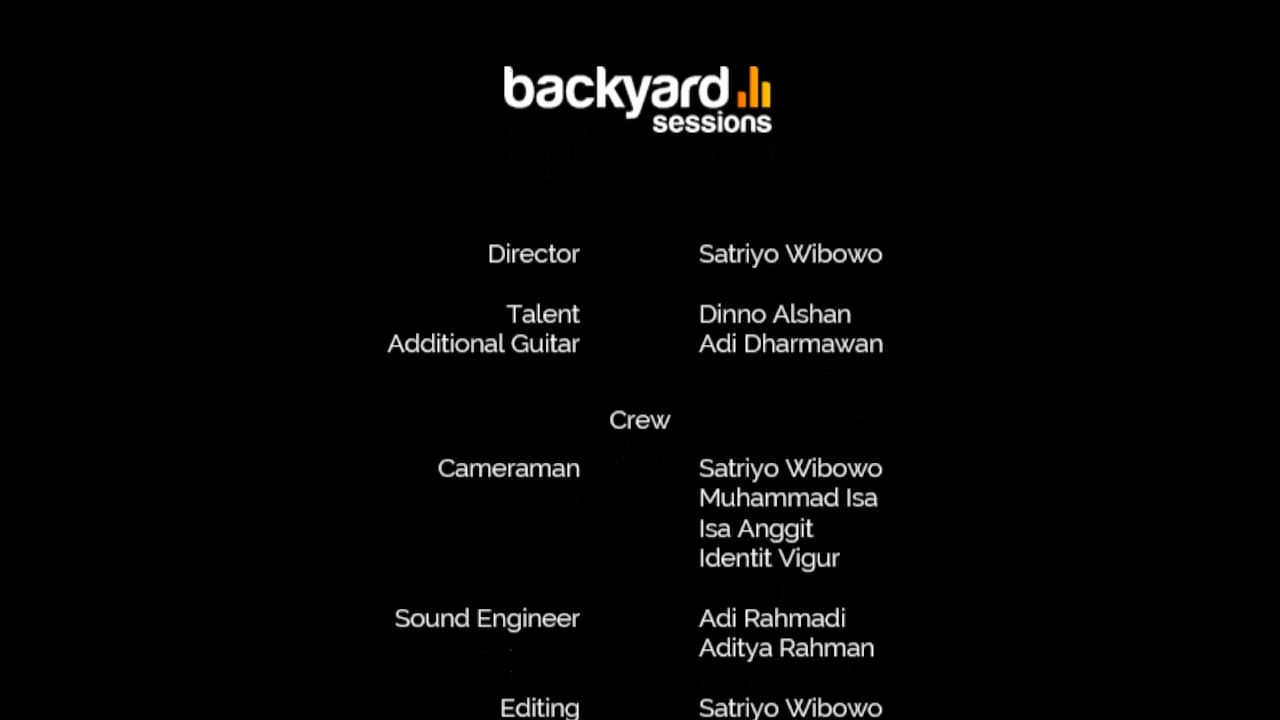 backyard
sessions
Director Satriyo Wibowo
Talent Dinno Alshan
Additional Guitar Adi Dharmawan
Crew
Cameraman Satriyo Wibowo
Muhammad Isa
Isa Anggit
Identit Vigur
Sound Engineer Adi Rahmadi
Aditya Rahman
Editing Satriyo Wibowo